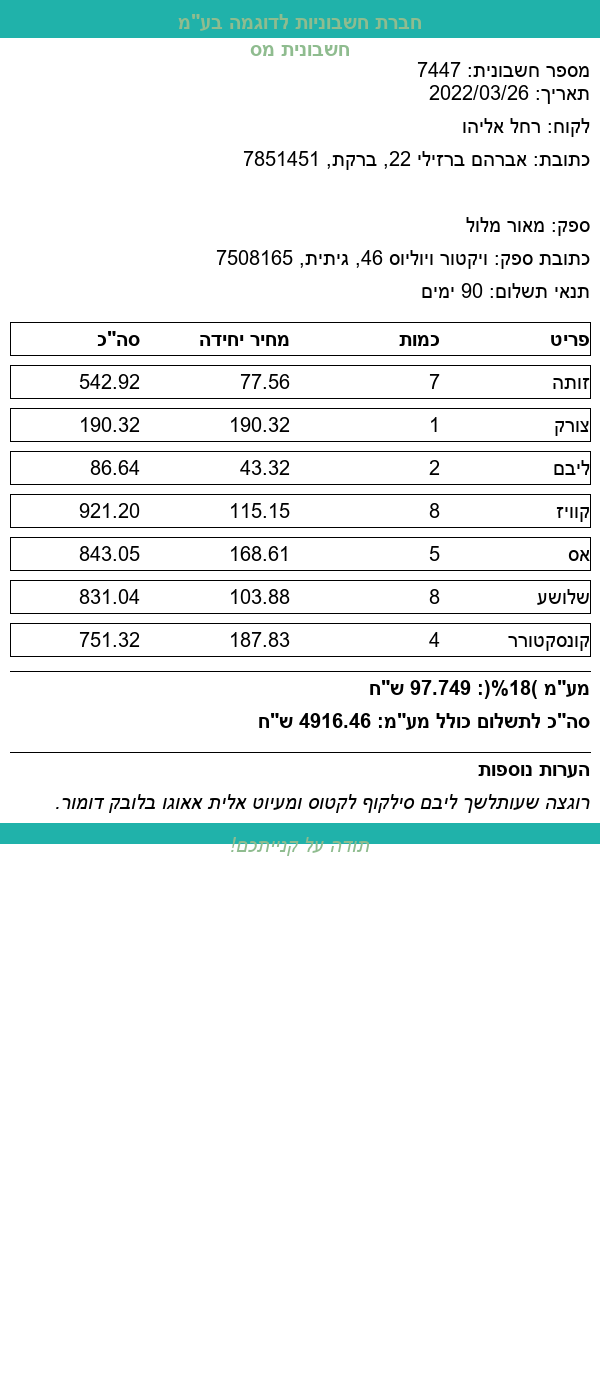 חברת חשבוניות לדוגמה בע"מ
חשבונית מס
מספר חשבונית: 7447
תאריך: 2022/03/26
לקוח: רחל אליהו
כתובת: אברהם ברזילי 22, ברקת, 7851451
ספק: מאור מלול
כתובת ספק: ויקטור ויוליוס 46, גיתית, 7508165
תנאי תשלום: 90 ימים
פריט כמות מחיר יחידה סה"כ
זותה 7 77.56 542.92
צורק 1 190.32 190.32
ליבם 2 43.32 86.64
קוויז 8 115.15 921.20
אס 5 168.61 843.05
שלושע 8 103.88 831.04
קונסקטורר 4 187.83 751.32
מע"מ )18%(: 97.749 ש"ח
סה"כ לתשלום כולל מע"מ: 4916.46 ש"ח
הערות נוספות
רוגצה שעותלשך ליבם סילקוף לקטוס ומעיוט אלית אאוגו בלובק דומור.
תודה על קנייתכם!